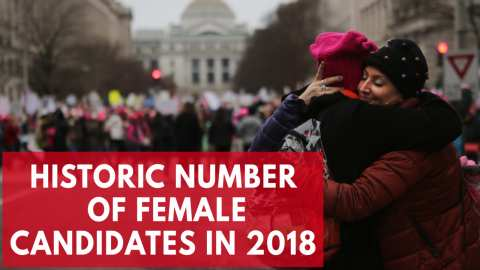 HISTORIC NUMBER
OF FEMALE
CANDIDATES IN 2018